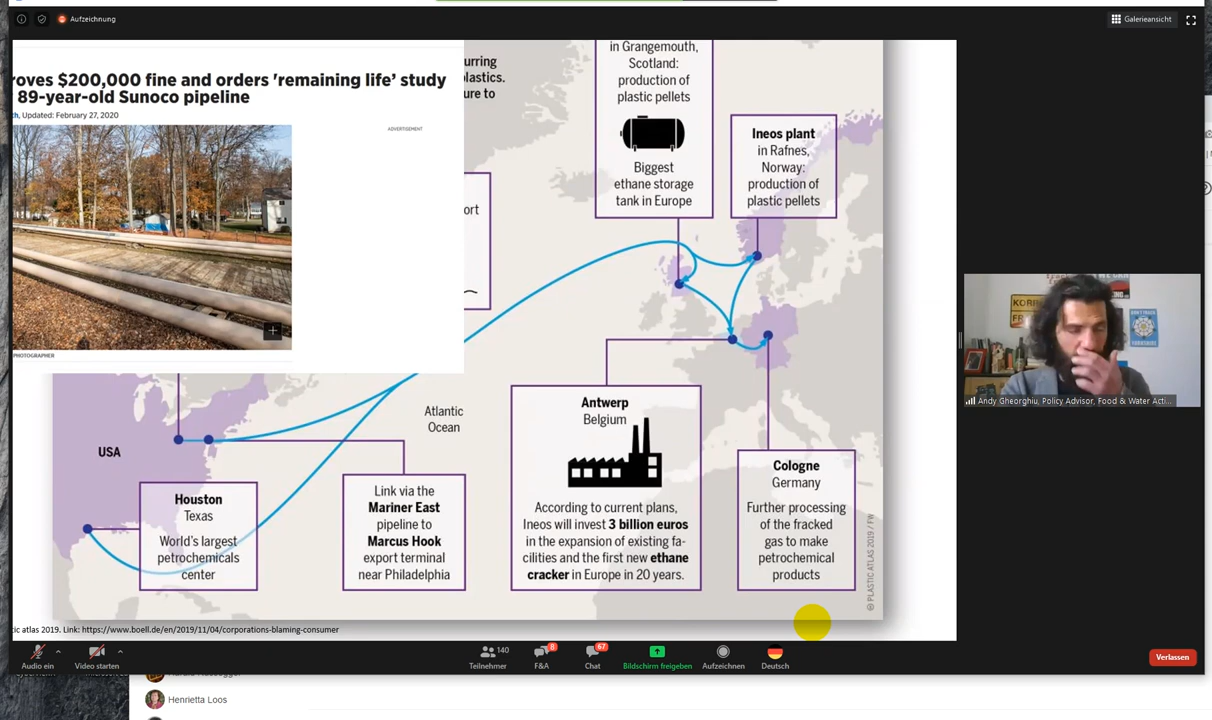 Aufzeichnung
Galerieansicht
roves $200,000 fine and orders 'remaining life' study
89-year-old Sunoco pipeline
th, Updated: February 27, 2020
ADVERTISEMENT
PHOTOGRAPHER
urring
plastics.
ure to
ort
in Grangemouth,
Scotland:
production of
plastic pellets
Biggest
ethane storage
tank in Europe
Ineos plant
in Rafnes,
Norway:
production of
plastic pellets
Atlantic
Ocean
USA
Houston
Texas
World's largest
petrochemicals
center
Link via the
Mariner East
pipeline to
Marcus Hook
export terminal
near Philadelphia
Antwerp
Belgium
According to current plans,
Ineos will invest 3 billion euros
in the expansion of existing fa-
cilities and the first new ethane
cracker in Europe in 20 years.
Cologne
Germany
Further processing
of the fracked
gas to make
petrochemical
products
© PLASTIC ATLAS 2019 / FW
tic atlas 2019. Link: https://www.boell.de/en/2019/11/04/corporations-blaming-consumer
Andy Gheorghiu, Policy Advisor, Food & Water Acti...
Audio ein
Video starten
140
Teilnehmer
8
F&A
67
Chat
Bildschirm freigeben
Aufzeichnen
Deutsch
Verlassen
Henrietta Loos